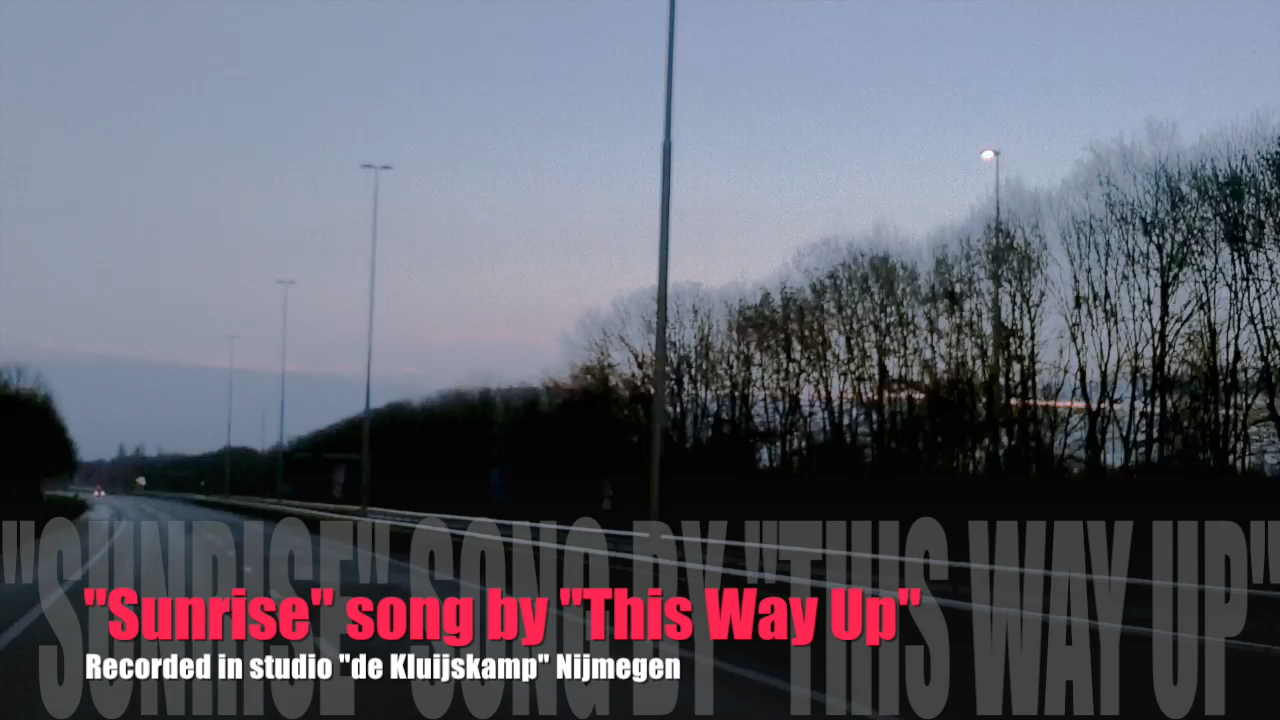 "SUNRISE" SONG BY "THIS WAY UP"
"Sunrise" song by "This Way Up"
Recorded in studio "de Kluijskamp" Nijmegen